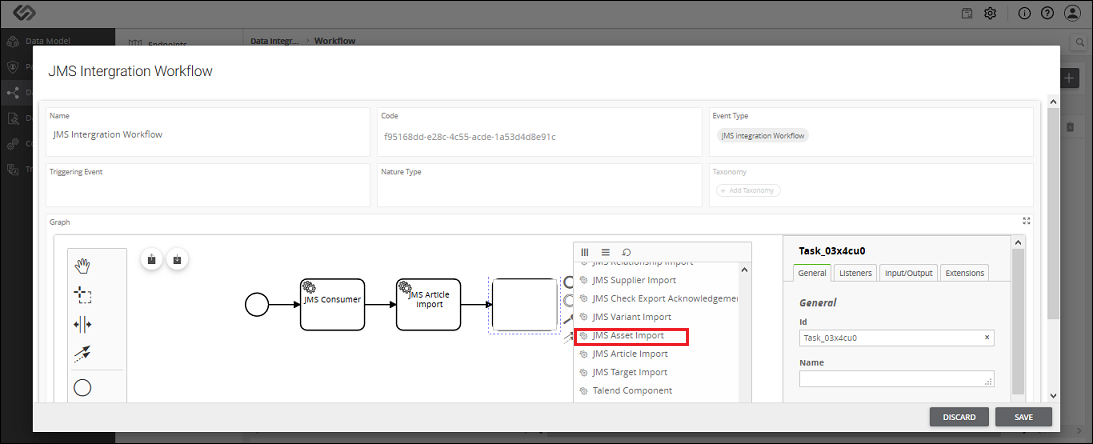 Data Model
Endpoints
Data Integr... > Workflow
JMS Intergration Workflow
Name
JMS Intergration Workflow
Code
f95168dd-e28c-4c55-acde-1a53d4d8e91c
Event Type
JMS integration Workflow
Triggering Event
Nature Type
Taxonomy
+ Add Taxonomy
Graph
JMS Consumer
JMS Article
Import
JMS Relationship Import
JMS Supplier Import
JMS Check Export Acknowledgement
JMS Variant Import
JMS Asset Import
JMS Article Import
JMS Target Import
Talend Component
Task_03x4cu0
General
Listeners
Input/Output
Extensions
General
Id
Task_03x4cu0
×
Name
DISCARD
SAVE